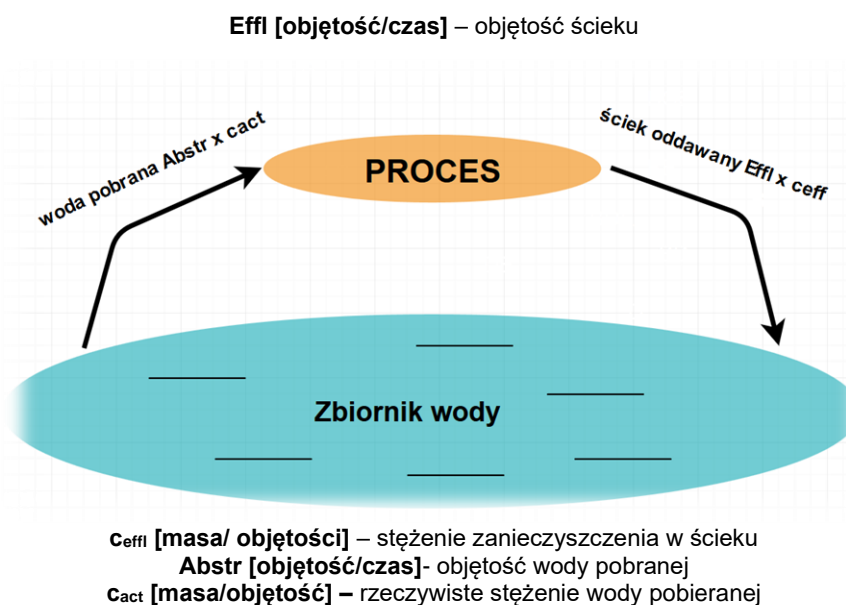 Effl [objętość/czas] – objętość ścieku
woda pobrana Abstr x cact
PROCES
ściek oddawany Effl x ceff
Zbiornik wody
ceffl [masa/ objętości] – stężenie zanieczyszczenia w ścieku
Abstr [objętość/czas]- objętość wody pobranej
cact [masa/objętość] – rzeczywiste stężenie wody pobieranej